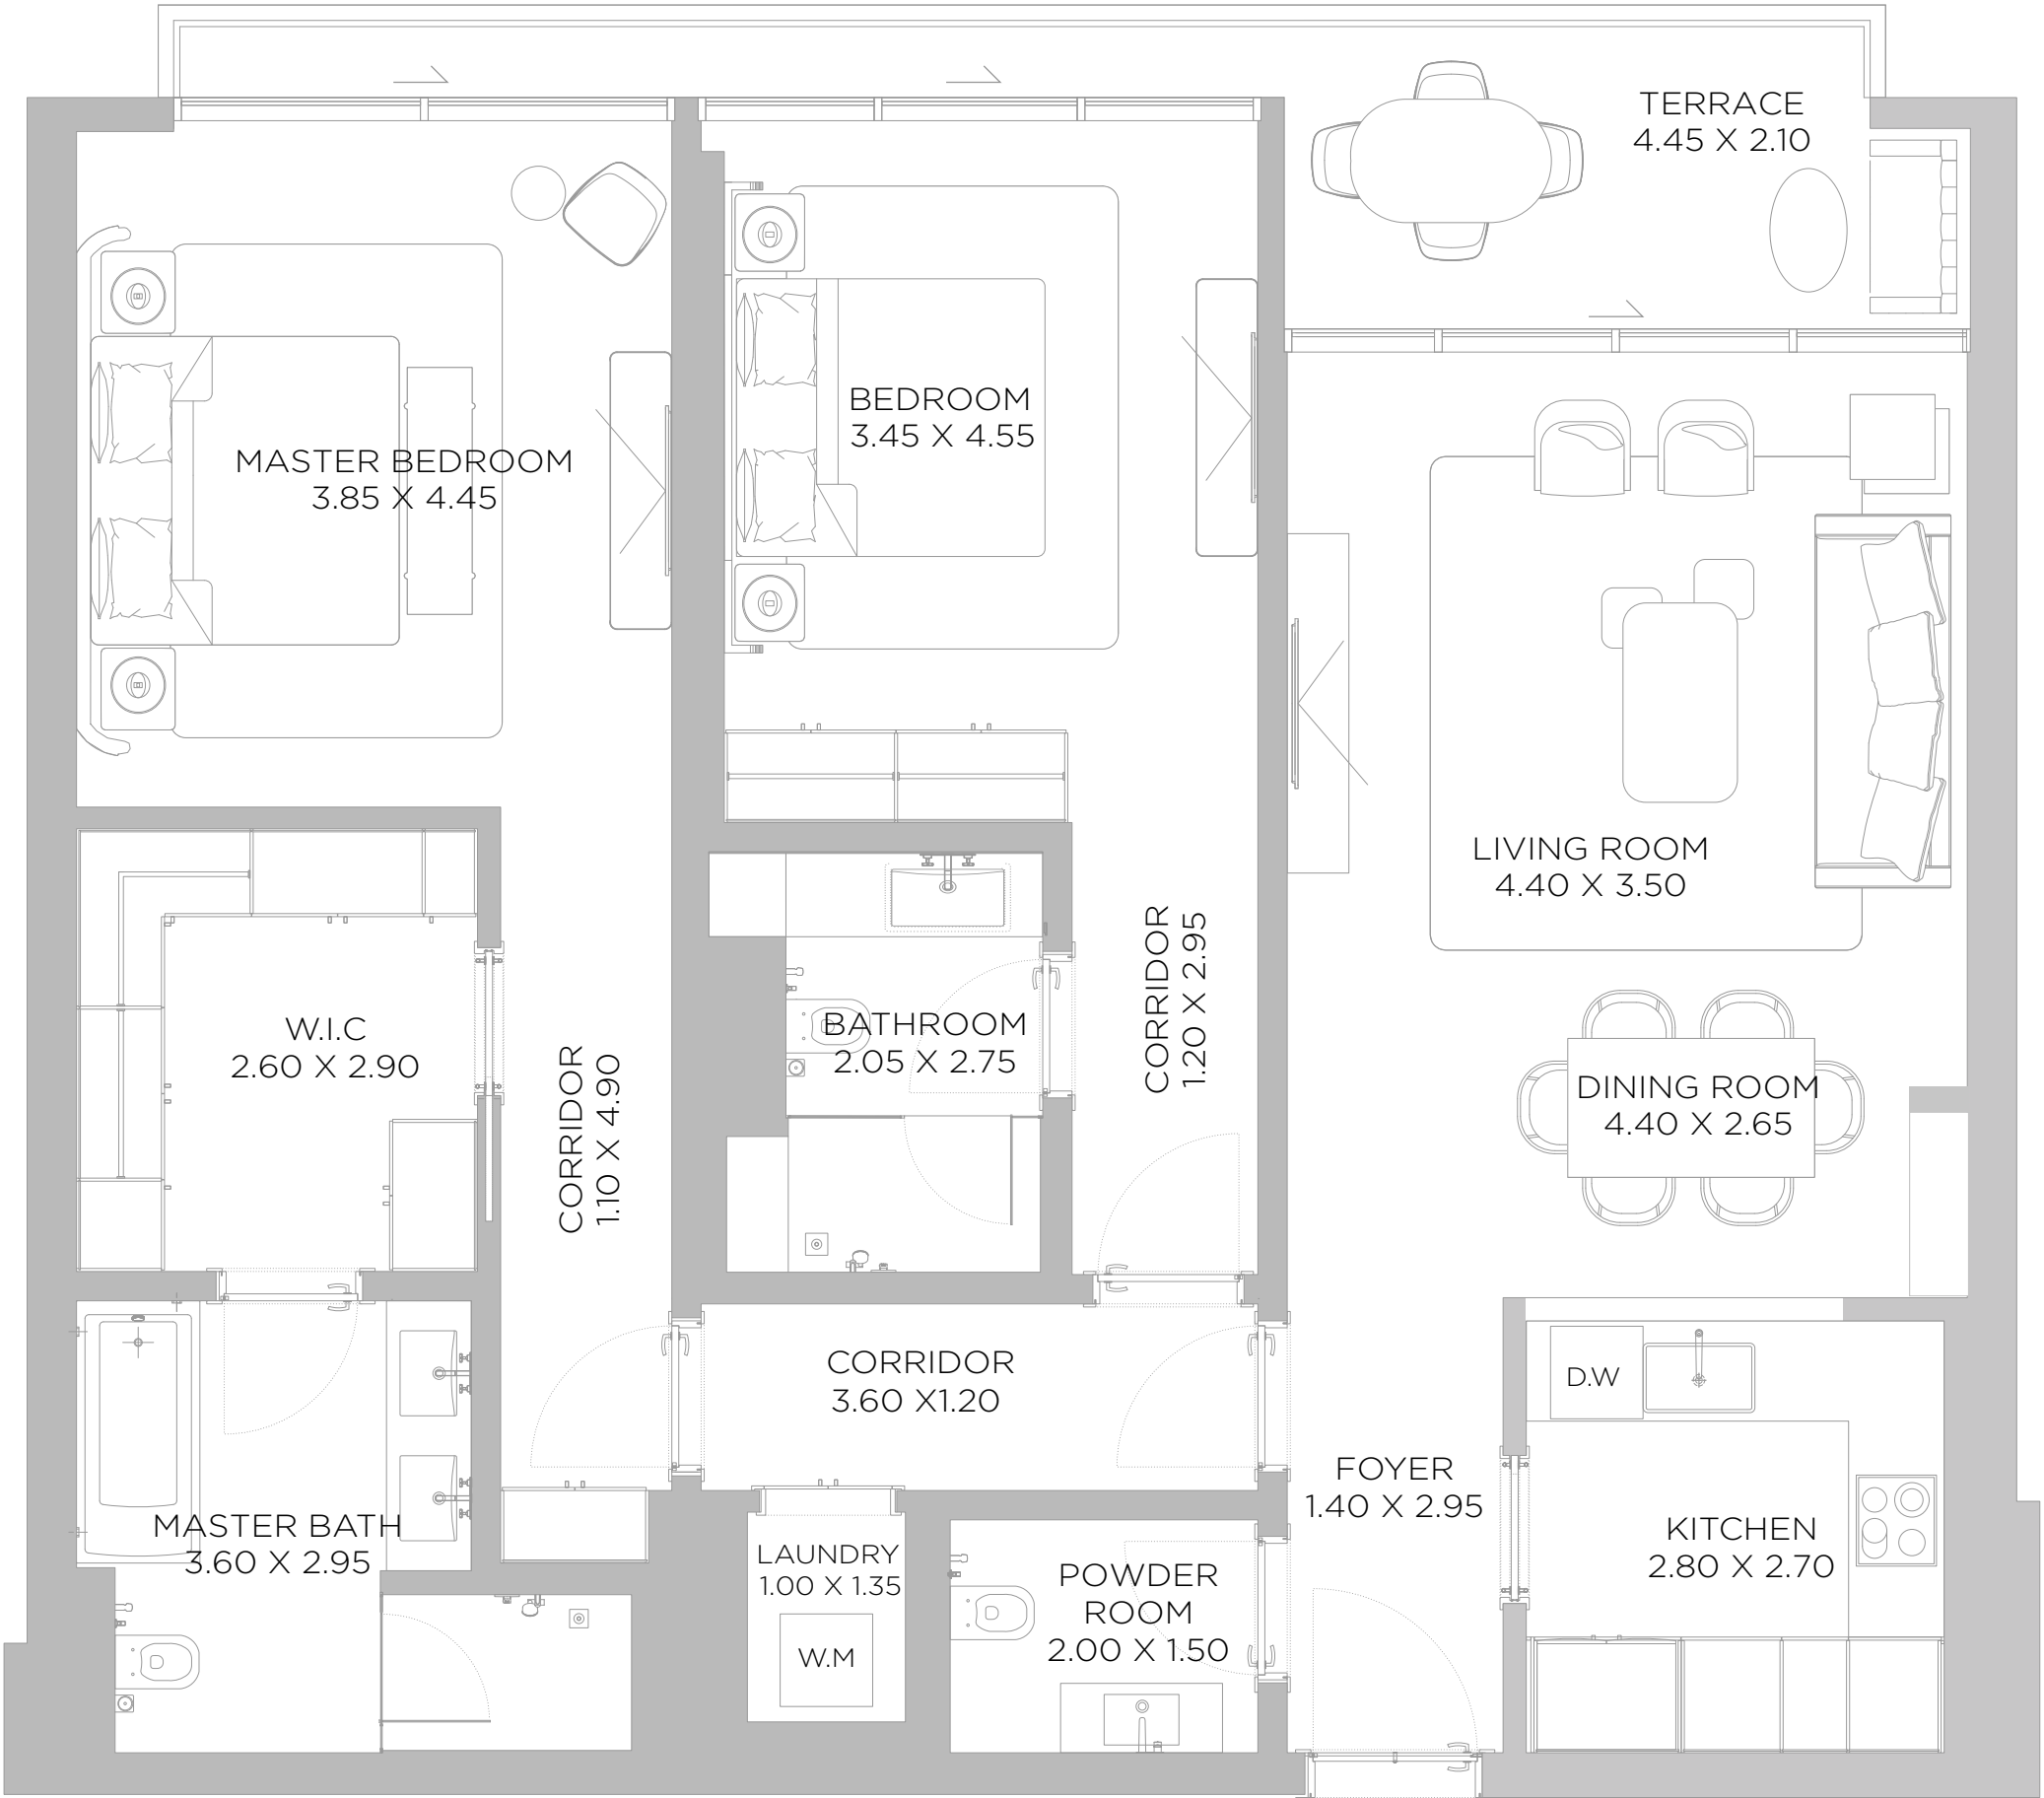 TERRACE
4.45 X 2.10
BEDROOM
3.45 X 4.55
MASTER BEDROOM
3.85 X 4.45
LIVING ROOM
4.40 X 3.50
CORRIDOR
1.20 X 2.95
W.I.C
2.60 X 2.90
BATHROOM
2.05 X 2.75
CORRIDOR
1.10 X 4.90
DINING ROOM
4.40 X 2.65
CORRIDOR
3.60 X1.20
D.W
FOYER
1.40 X 2.95
MASTER BATH
3.60 X 2.95
LAUNDRY
1.00 X 1.35
W.M
POWDER
ROOM
2.00 X 1.50
KITCHEN
2.80 X 2.70